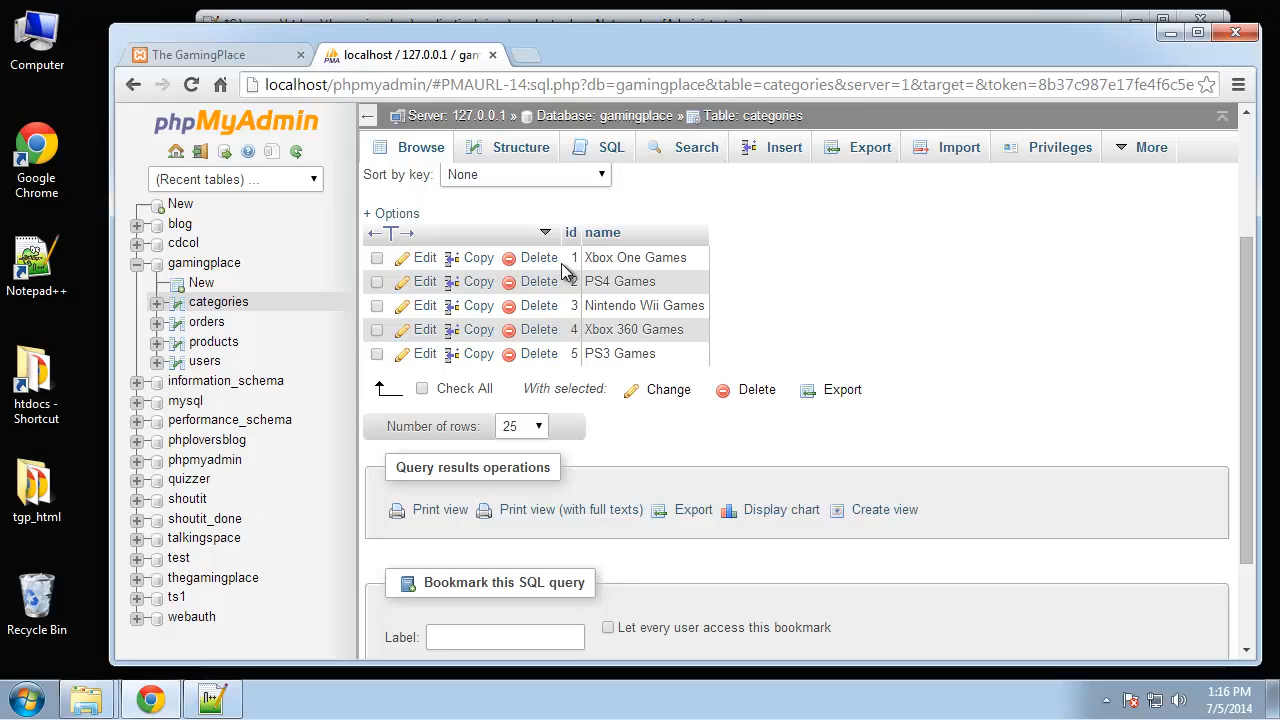 Computer
Google
Chrome
Notepad++
htdocs -
Shortcut
tgp_html
Recycle Bin
The GamingPlace
localhost / 127.0.0.1 / gam
localhost/phpmyadmin/#PMAURL-14:sql.php?db=gamingplace&table=categories&server=1&target=&token=8b37c987e17fe4f6c5e
phpMyAdmin
(Recent tables) ...
New
blog
cdcol
gamingplace
New
categories
orders
products
users
information_schema
mysql
performance_schema
phploversblog
phpmyadmin
quizzer
shoutit
shoutit_done
talkingspace
test
thegamingplace
ts1
webauth
Server: 127.0.0.1 » Database: gamingplace » Table: categories
Browse Structure SQL Search Insert Export Import Privileges More
Sort by key: None
+ Options
id name
Edit Copy Delete 1 Xbox One Games
Edit Copy Delete 2 PS4 Games
Edit Copy Delete 3 Nintendo Wii Games
Edit Copy Delete 4 Xbox 360 Games
Edit Copy Delete 5 PS3 Games
Check All With selected: Change Delete Export
Number of rows: 25
Query results operations
Print view Print view (with full texts) Export Display chart Create view
Bookmark this SQL query
Label: Let every user access this bookmark
1:16 PM
7/5/2014